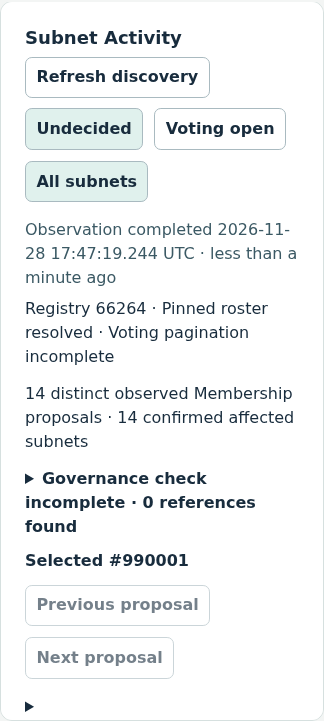 Subnet Activity
Refresh discovery
Undecided
Voting open
All subnets
Observation completed 2026-11-
28 17:47:19.244 UTC · less than a
minute ago
Registry 66264 · Pinned roster
resolved · Voting pagination
incomplete
14 distinct observed Membership
proposals · 14 confirmed affected
subnets
▶ Governance check
incomplete · 0 references
found
Selected #990001
Previous proposal
Next proposal